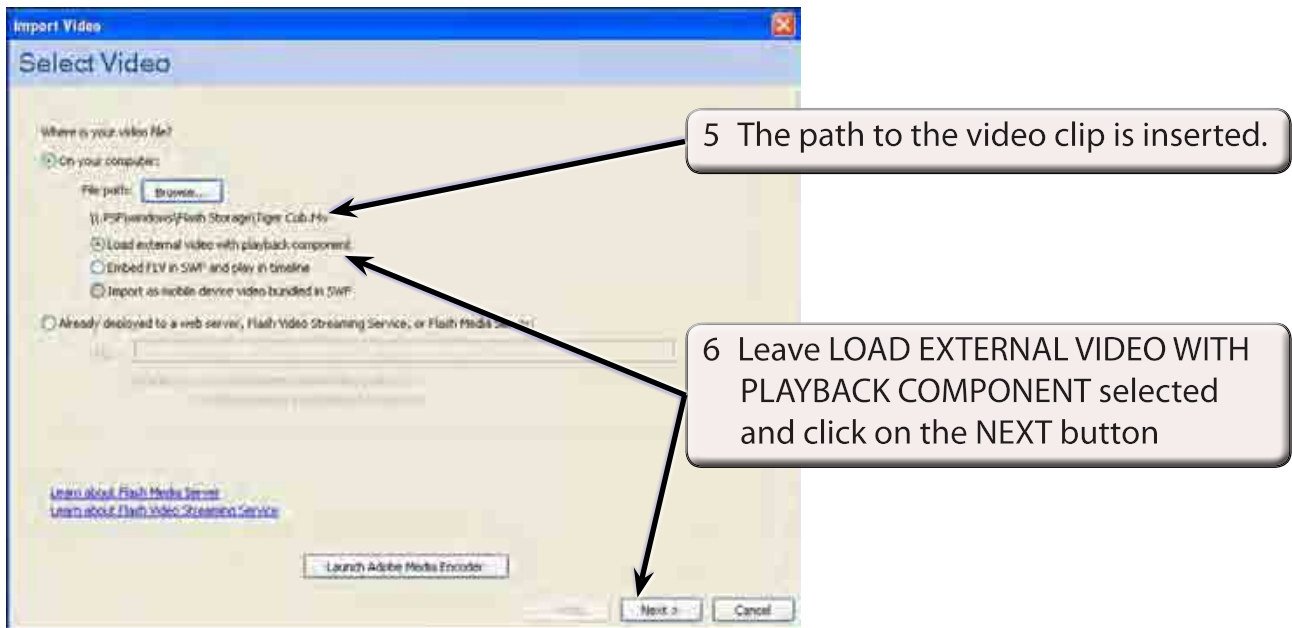 Import Video
Select Video
Where is your video file?
On your computer:
File path: Browse...
\\.PSF\windows\Flash Storage\Tiger Cub.f4v
Load external video with playback component
Embed FLV in SWF and play in timeline
Import as mobile device video bundled in SWF
Already deployed to a web server, Flash Video Streaming Service, or Flash Media
Learn about Flash Media Server
Learn about Flash Video Streaming Service
Launch Adobe Media Encoder
Next > Cancel
5 The path to the video clip is inserted.
6 Leave LOAD EXTERNAL VIDEO WITH
PLAYBACK COMPONENT selected
and click on the NEXT button